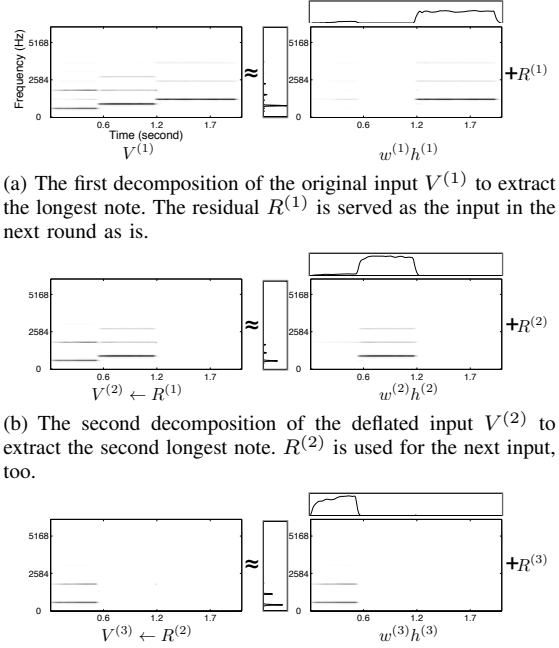 Frequency (Hz)
5168
2584
0
0.6 1.2 1.7
Time (second)
V^{(1)}
≈
0.6 1.2 1.7
5168
2584
0
w^{(1)}h^{(1)}
+R^{(1)}
(a) The first decomposition of the original input V^{(1)} to extract
the longest note. The residual R^{(1)} is served as the input in the
next round as is.
5168
2584
0
0.6 1.2 1.7
V^{(2)} ← R^{(1)}
≈
5168
2584
0
0.6 1.2 1.7
w^{(2)}h^{(2)}
+R^{(2)}
(b) The second decomposition of the deflated input V^{(2)} to
extract the second longest note. R^{(2)} is used for the next input,
too.
5168
2584
0
0.6 1.2 1.7
V^{(3)} ← R^{(2)}
≈
5168
2584
0
0.6 1.2 1.7
w^{(3)}h^{(3)}
+R^{(3)}